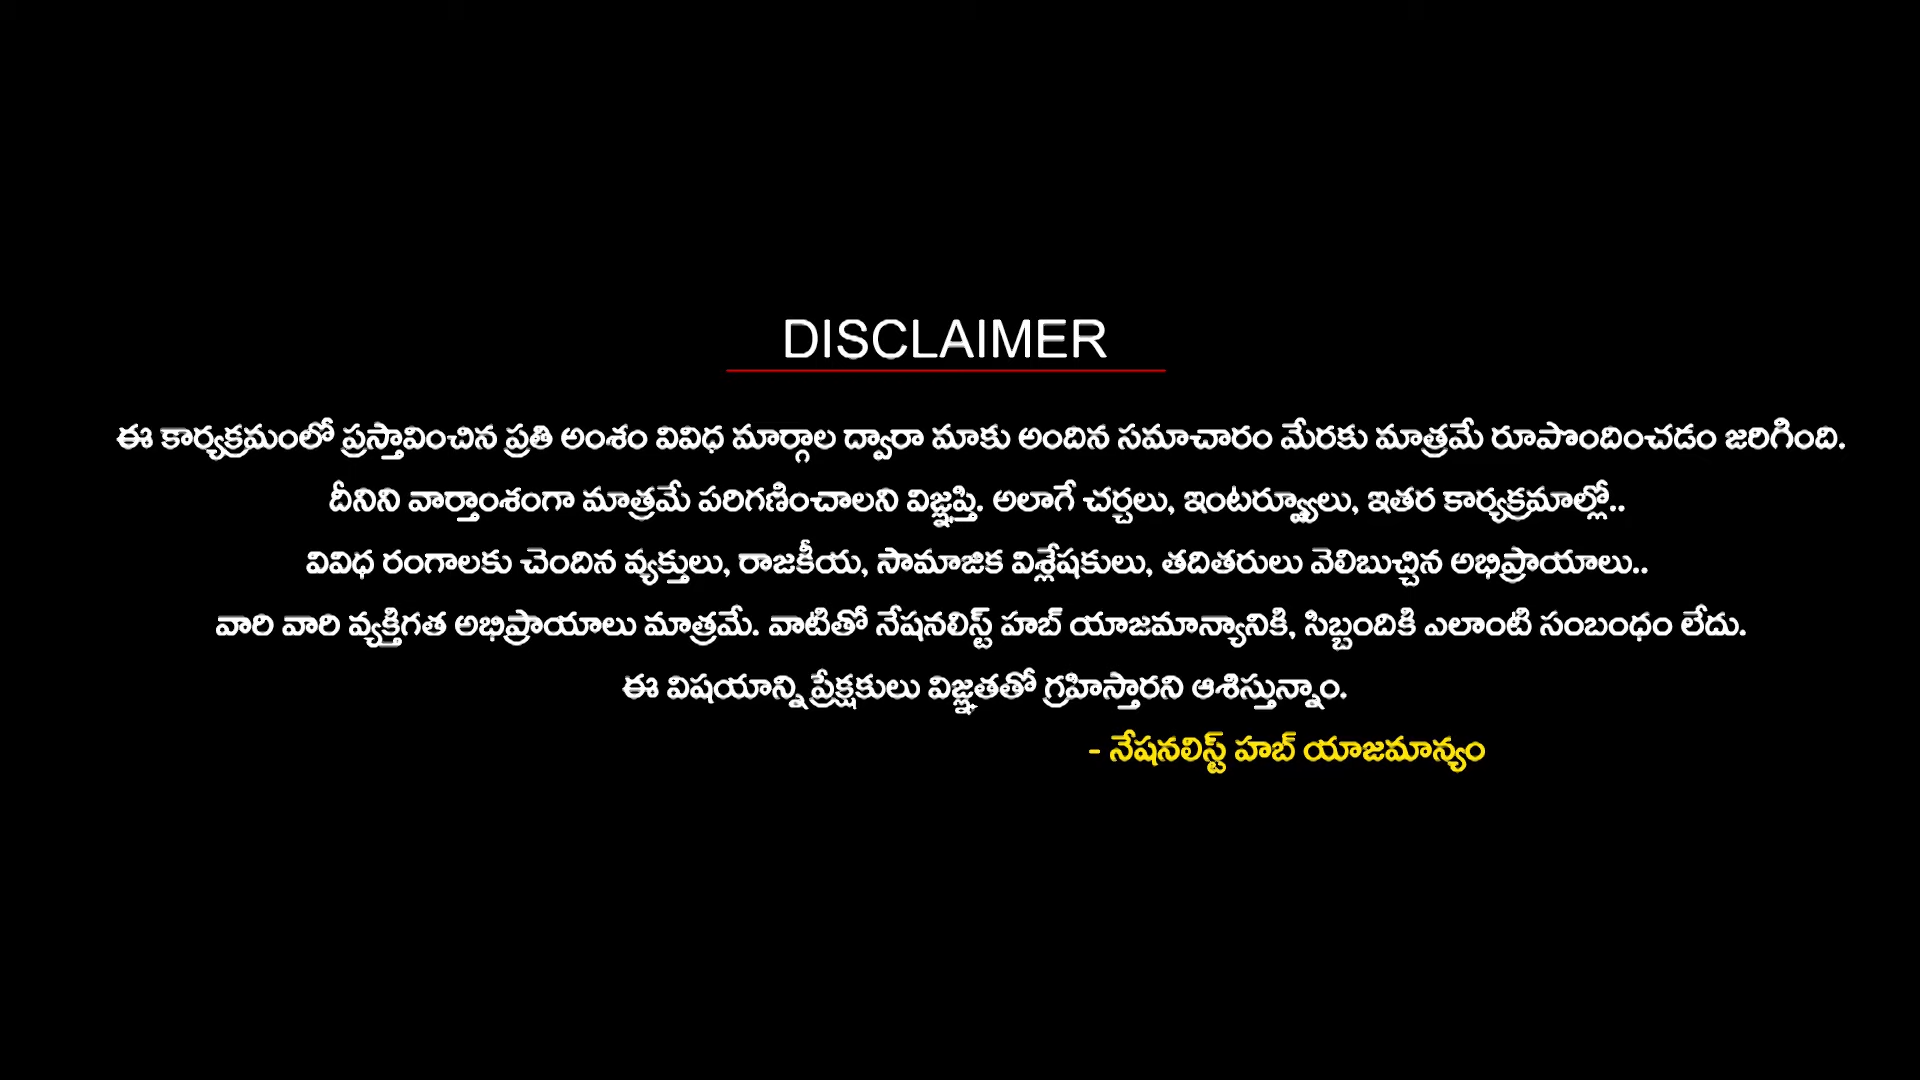 DISCLAIMER
ఈ కార్యక్రమంలో ప్రస్తావించిన ప్రతి అంశం వివిధ మార్గాల ద్వారా మాకు అందిన సమాచారం మేరకు మాత్రమే రూపొందించడం జరిగింది.
దీనిని వార్తాంశంగా మాత్రమే పరిగణించాలని విజ్ఞప్తి. అలాగే చర్చలు, ఇంటర్వ్యూలు, ఇతర కార్యక్రమాల్లో..
వివిధ రంగాలకు చెందిన వ్యక్తులు, రాజకీయ, సామాజిక విశ్లేషకులు, తదితరులు వెలిబుచ్చిన అభిప్రాయాలు..
వారి వారి వ్యక్తిగత అభిప్రాయాలు మాత్రమే. వాటితో నేషనలిస్ట్ హబ్ యాజమాన్యానికి, సిబ్బందికి ఎలాంటి సంబంధం లేదు.
ఈ విషయాన్ని ప్రేక్షకులు విజ్ఞతతో గ్రహిస్తారని ఆశిస్తున్నాం.
- నేషనలిస్ట్ హబ్ యాజమాన్యం